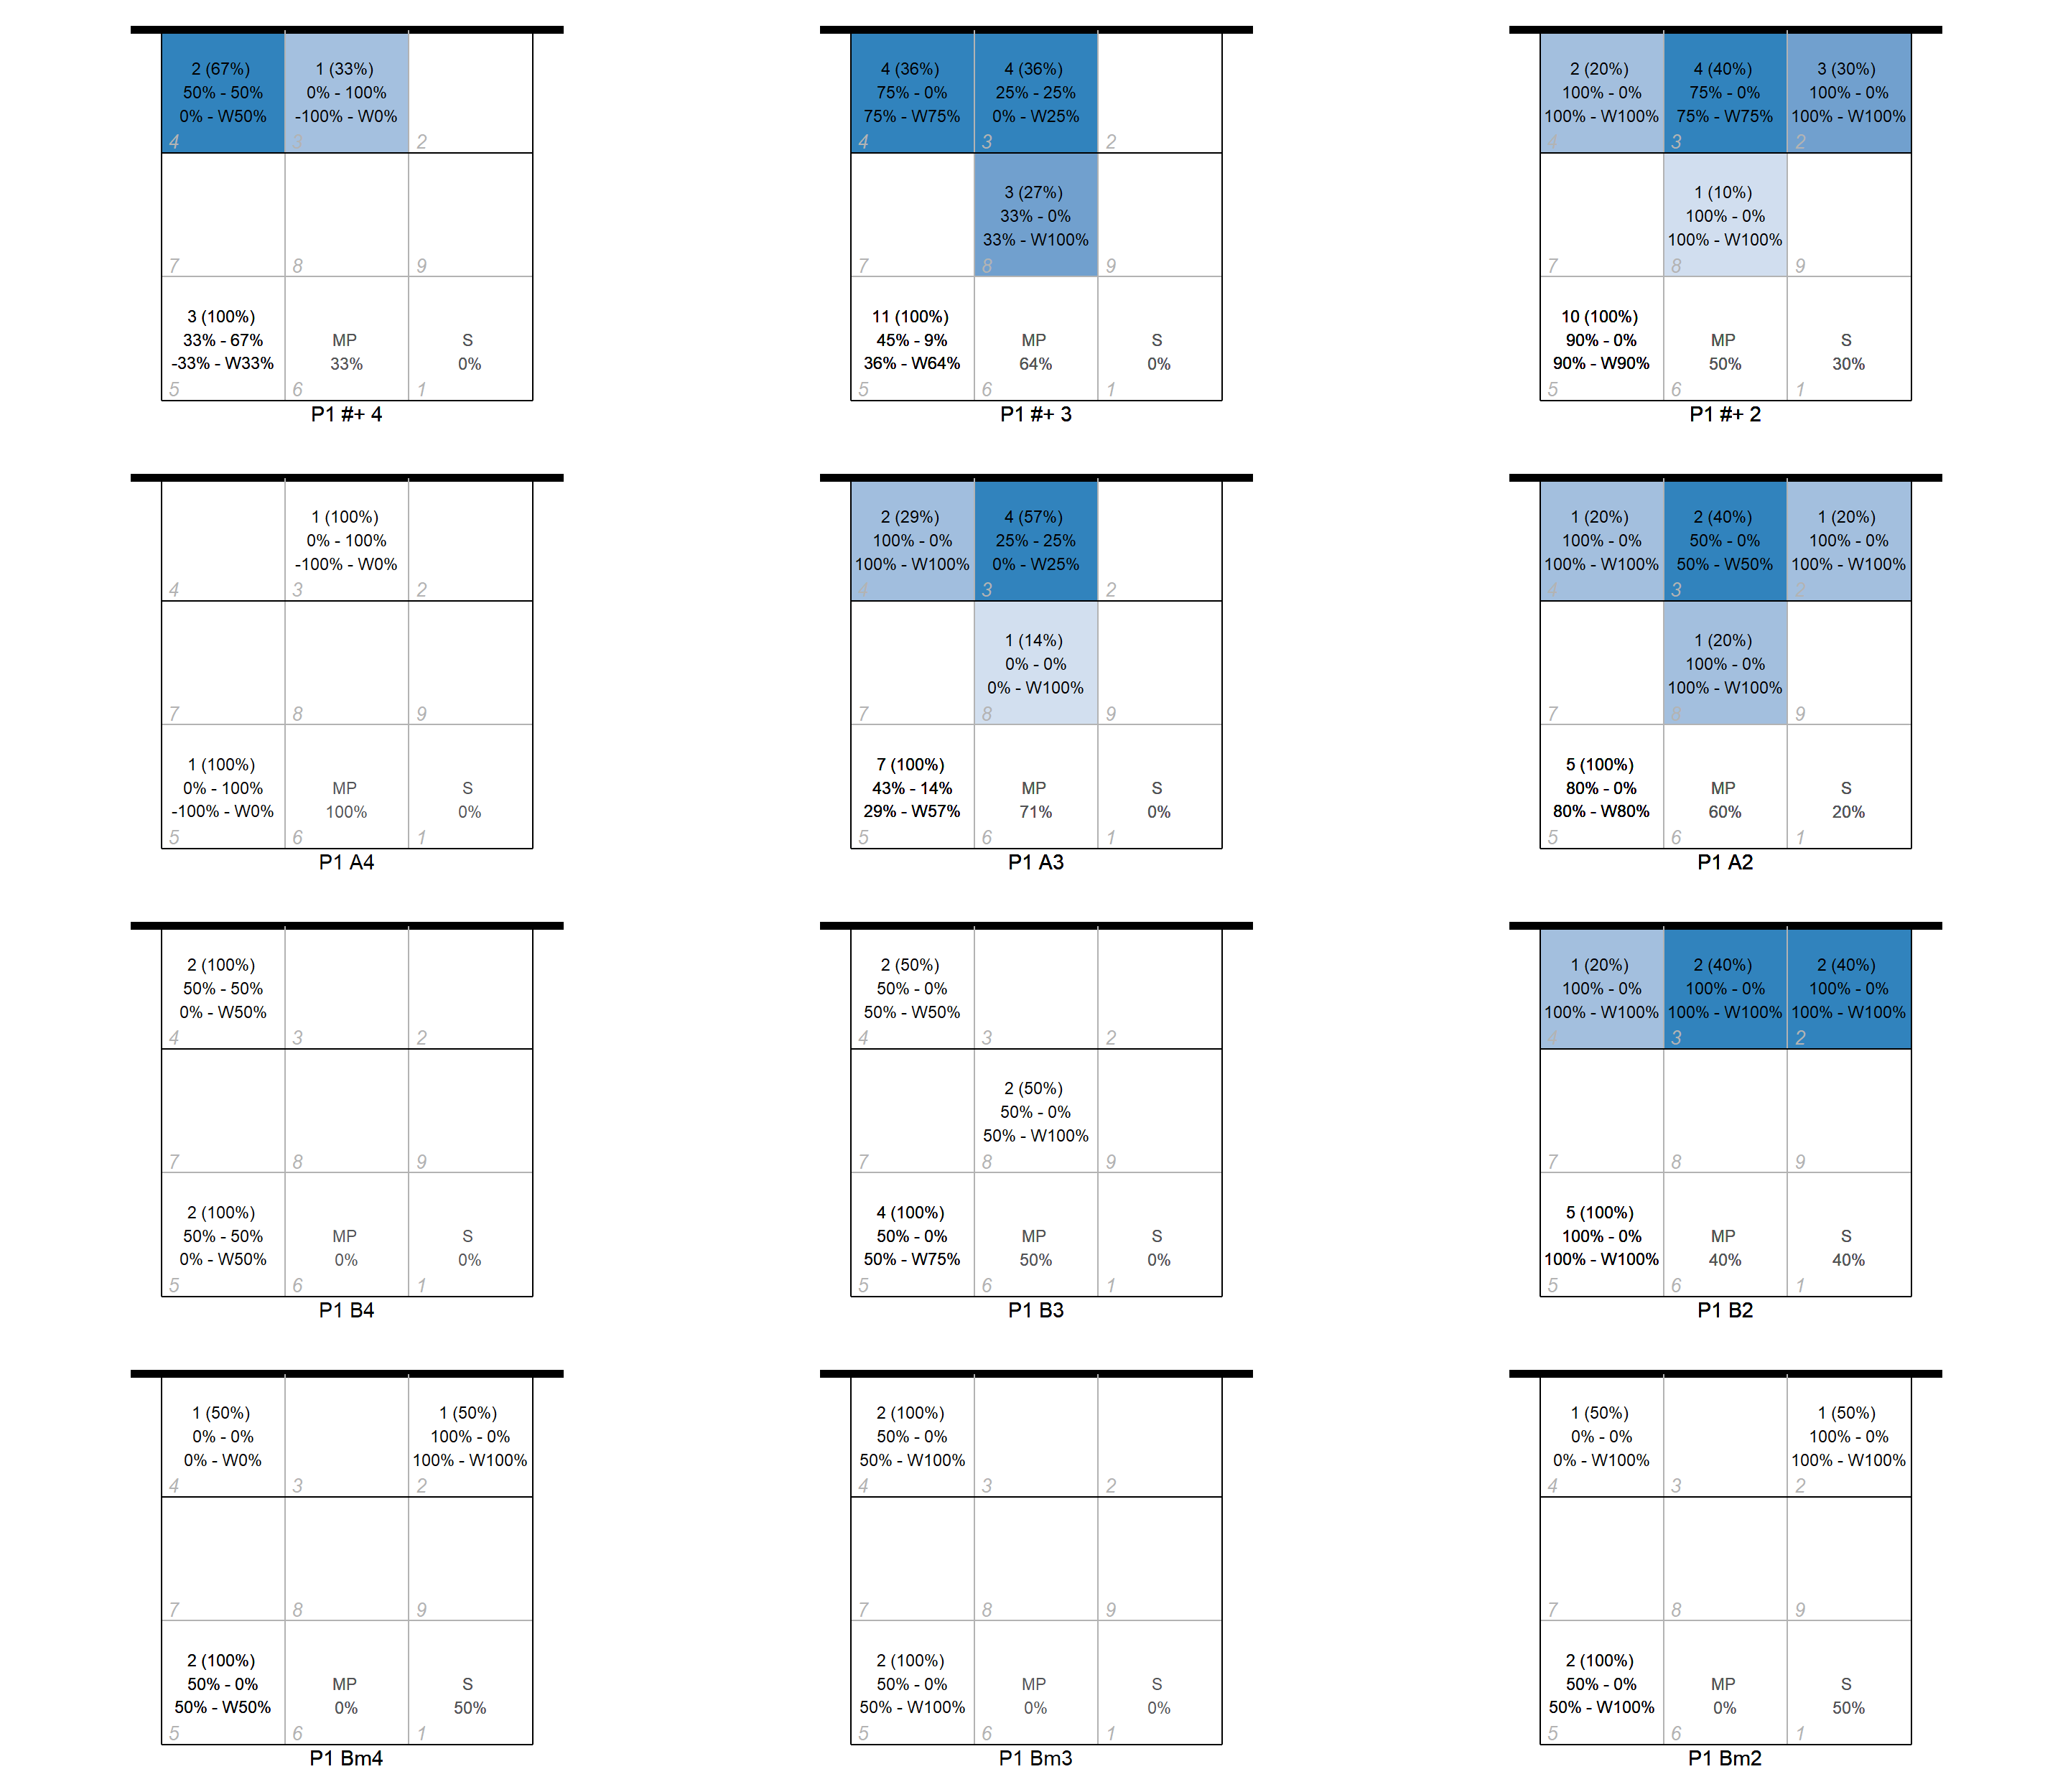 2 (67%)
50% - 50%
0% - W50%
4
1 (33%)
0% - 100%
-100% - W0%
3
2
7
8
9
3 (100%)
33% - 67%
-33% - W33%
5
MP
33%
6
S
0%
1
P1 #+ 4
4 (36%)
75% - 0%
75% - W75%
4
4 (36%)
25% - 25%
0% - W25%
3
2
7
3 (27%)
33% - 0%
33% - W100%
8
9
11 (100%)
45% - 9%
36% - W64%
5
MP
64%
6
S
0%
1
P1 #+ 3
2 (20%)
100% - 0%
100% - W100%
4
4 (40%)
75% - 0%
75% - W75%
3
3 (30%)
100% - 0%
100% - W100%
2
7
1 (10%)
100% - 0%
100% - W100%
8
9
10 (100%)
90% - 0%
90% - W90%
5
MP
50%
6
S
30%
1
P1 #+ 2
4
1 (100%)
0% - 100%
-100% - W0%
3
2
7
8
9
1 (100%)
0% - 100%
-100% - W0%
5
MP
100%
6
S
0%
1
P1 A4
2 (29%)
100% - 0%
100% - W100%
4
4 (57%)
25% - 25%
0% - W25%
3
2
7
1 (14%)
0% - 0%
0% - W100%
8
9
7 (100%)
43% - 14%
29% - W57%
5
MP
71%
6
S
0%
1
P1 A3
1 (20%)
100% - 0%
100% - W100%
4
2 (40%)
50% - 0%
50% - W50%
3
1 (20%)
100% - 0%
100% - W100%
2
7
1 (20%)
100% - 0%
100% - W100%
8
9
5 (100%)
80% - 0%
80% - W80%
5
MP
60%
6
S
20%
1
P1 A2
2 (100%)
50% - 50%
0% - W50%
4
3
2
7
8
9
2 (100%)
50% - 50%
0% - W50%
5
MP
0%
6
S
0%
1
P1 B4
2 (50%)
50% - 0%
50% - W50%
4
3
2
7
2 (50%)
50% - 0%
50% - W100%
8
9
4 (100%)
50% - 0%
50% - W75%
5
MP
50%
6
S
0%
1
P1 B3
1 (20%)
100% - 0%
100% - W100%
4
2 (40%)
100% - 0%
100% - W100%
3
2 (40%)
100% - 0%
100% - W100%
2
7
8
9
5 (100%)
100% - 0%
100% - W100%
5
MP
40%
6
S
40%
1
P1 B2
1 (50%)
0% - 0%
0% - W0%
4
3
1 (50%)
100% - 0%
100% - W100%
2
7
8
9
2 (100%)
50% - 0%
50% - W50%
5
MP
0%
6
S
50%
1
P1 Bm4
2 (100%)
50% - 0%
50% - W100%
4
3
2
7
8
9
2 (100%)
50% - 0%
50% - W100%
5
MP
0%
6
S
0%
1
P1 Bm3
1 (50%)
0% - 0%
0% - W100%
4
3
1 (50%)
100% - 0%
100% - W100%
2
7
8
9
2 (100%)
50% - 0%
50% - W100%
5
MP
0%
6
S
50%
1
P1 Bm2